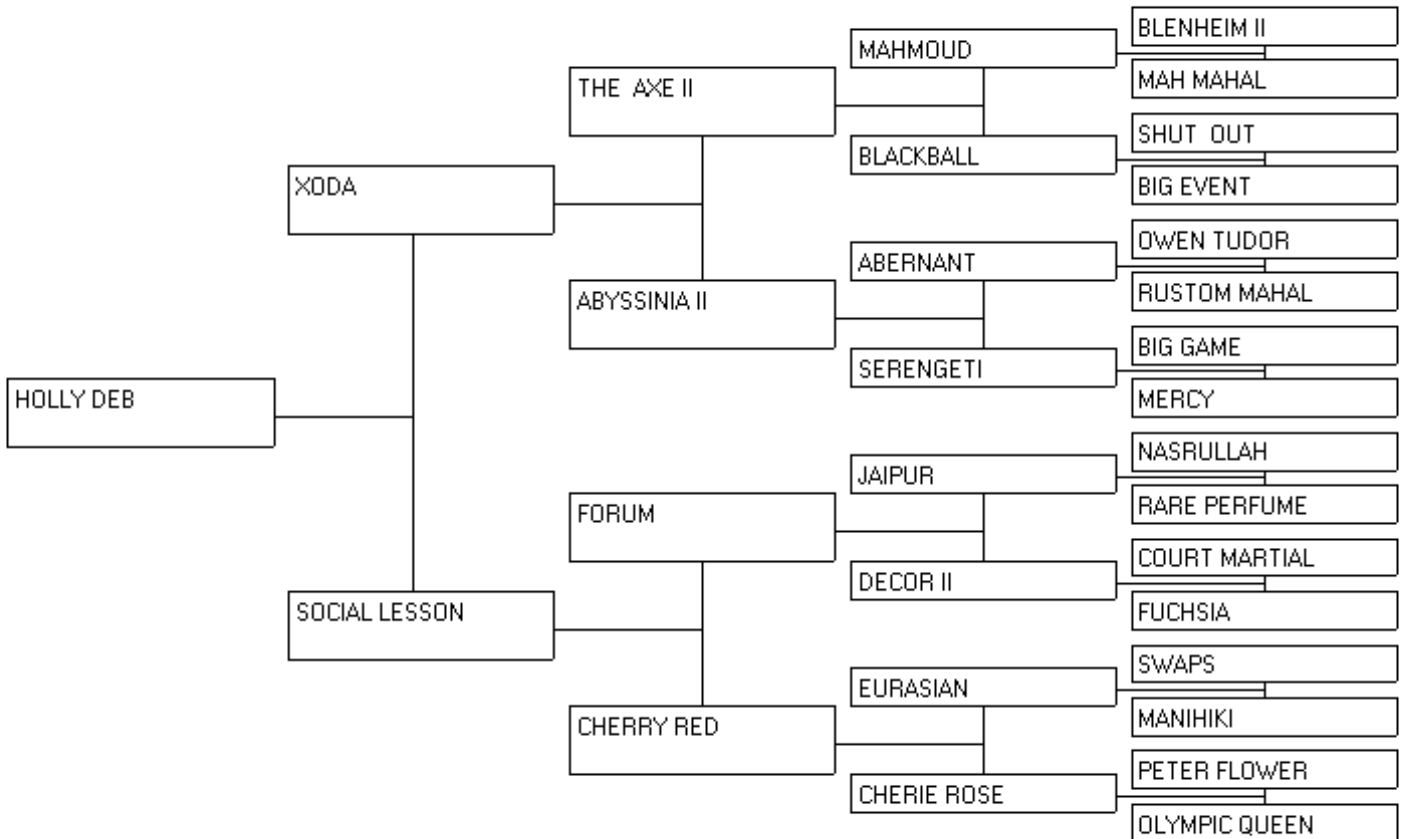 BLENHEIM II
MAHMOUD
MAH MAHAL
THE AXE II
SHUT OUT
BLACKBALL
BIG EVENT
XODA
OWEN TUDOR
ABERNANT
RUSTOM MAHAL
ABYSSINIA II
BIG GAME
SERENGETI
MERCY
HOLLY DEB
NASRULLAH
JAIPUR
RARE PERFUME
FORUM
COURT MARTIAL
DECOR II
FUCHSIA
SOCIAL LESSON
SWAPS
EURASIAN
MANIHIKI
CHERRY RED
PETER FLOWER
CHERIE ROSE
OLYMPIC QUEEN